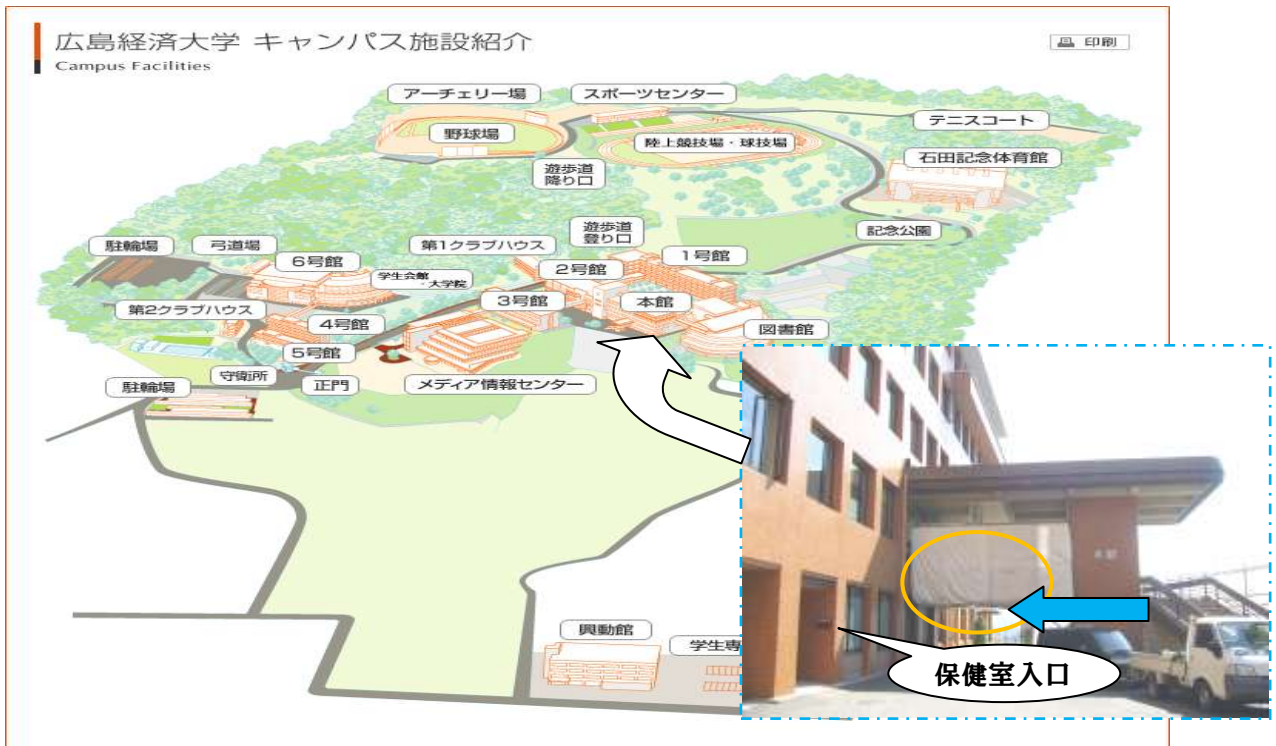 広島経済大学 キャンパス施設紹介
印刷
Campus Facilities
アーチェリー場
スポーツセンター
野球場
陸上競技場・球技場
テニスコート
石田記念体育館
遊歩道
降り口
記念公園
駐輪場
弓道場
6号館
学生会館
・大学院
第1クラブハウス
遊歩道
登り口
2号館
1号館
3号館
本館
図書館
第2クラブハウス
4号館
5号館
守衛所
正門
メディア情報センター
駐輪場
興動館
学生専
保健室入口